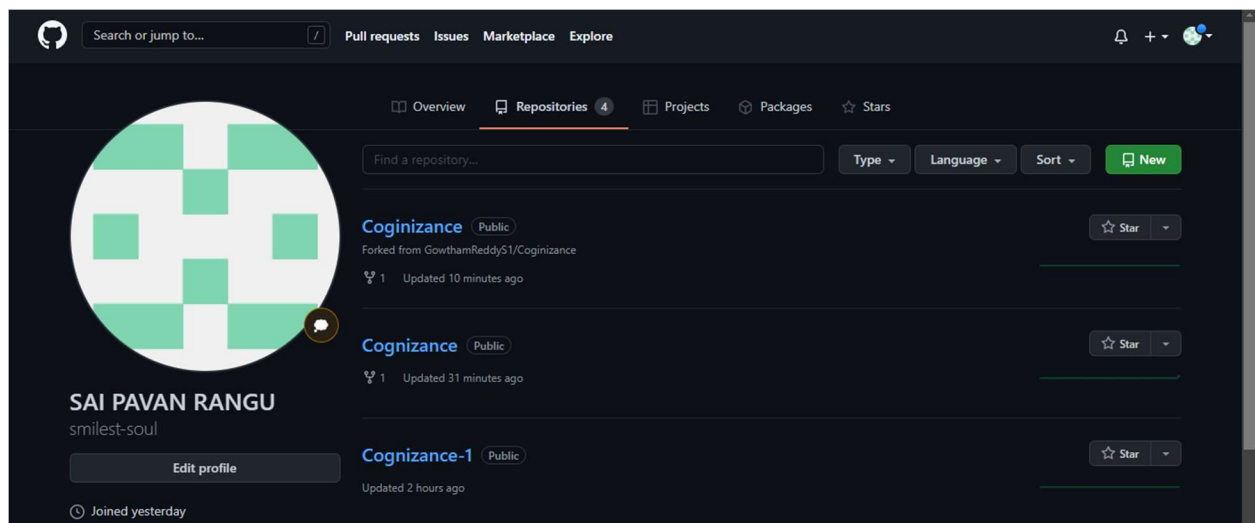 Search or jump to... / Pull requests Issues Marketplace Explore
Overview Repositories 4 Projects Packages Stars
Find a repository... Type Language Sort New
Coginizance Public Star
Forked from GowthamReddyS1/Coginizance
1 Updated 10 minutes ago
Cognizance Public Star
1 Updated 31 minutes ago
SAI PAVAN RANGU
smilest-soul
Cognizance-1 Public Star
Edit profile
Updated 2 hours ago
Joined yesterday